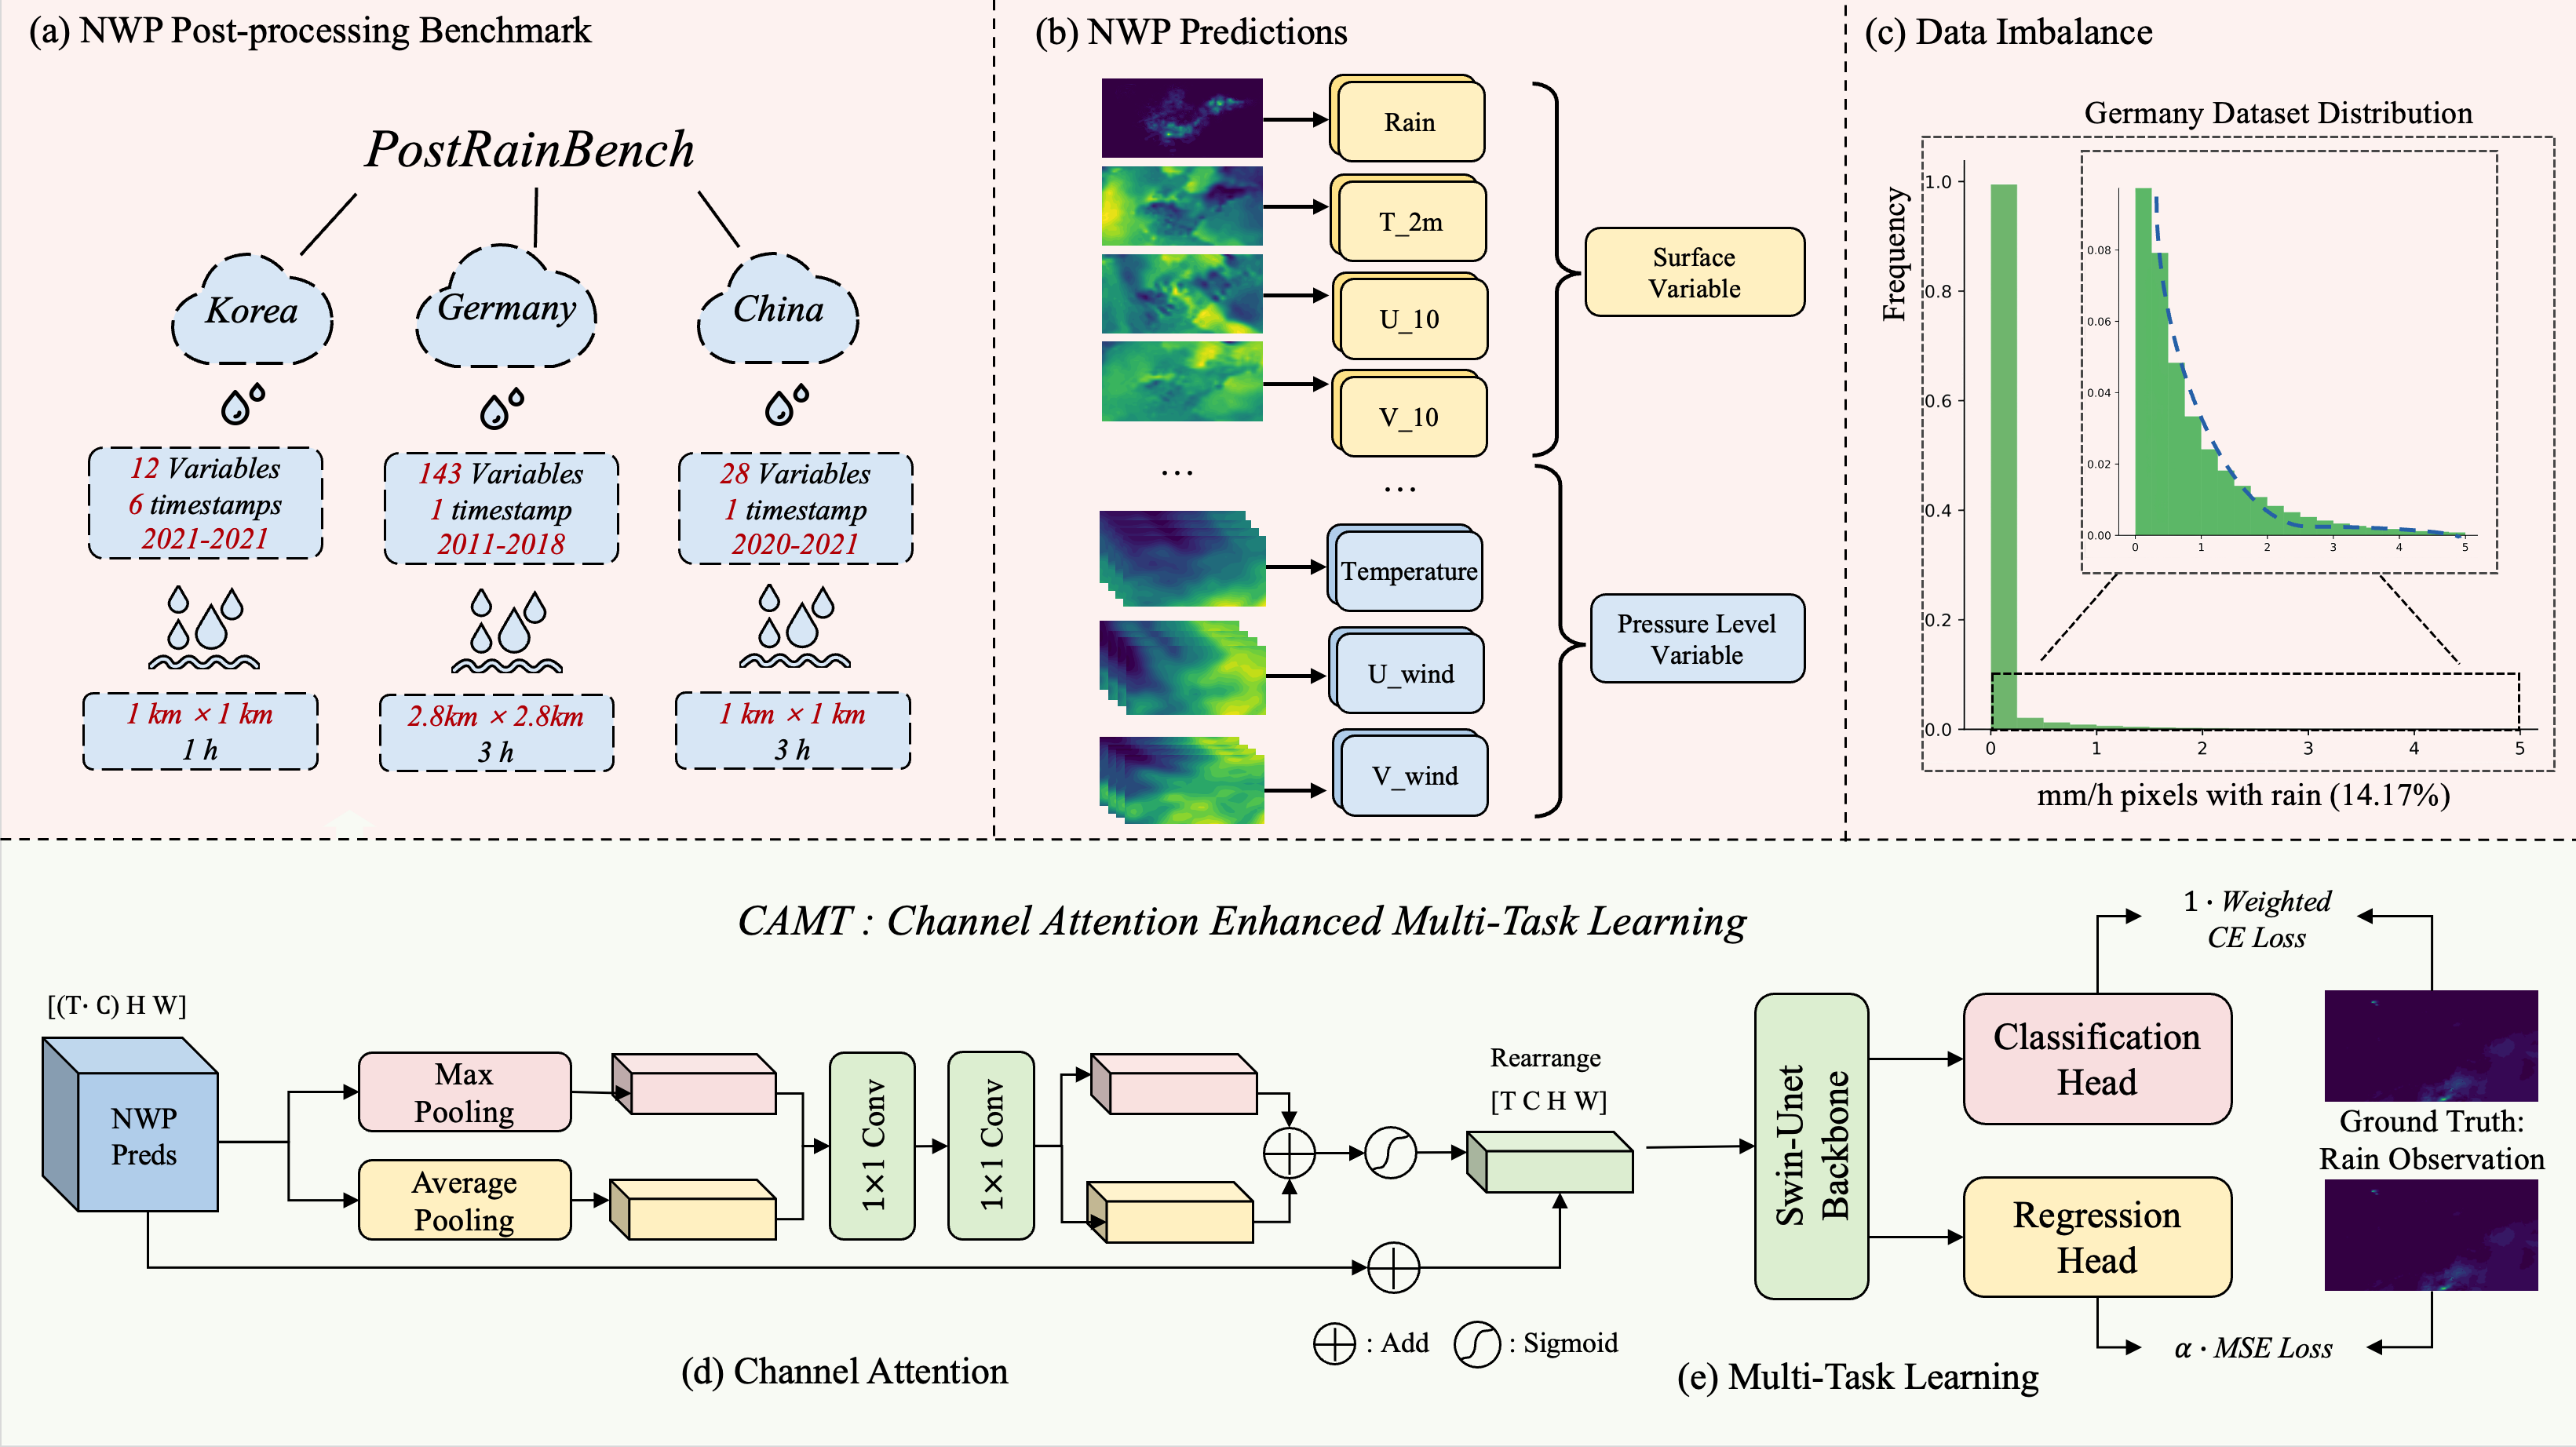 (a) NWP Post-processing Benchmark
PostRainBench
Korea
Germany
China
12 Variables
6 timestamps
2021-2021
143 Variables
1 timestamp
2011-2018
28 Variables
1 timestamp
2020-2021
1 km × 1 km
1 h
2.8km × 2.8km
3 h
1 km × 1 km
3 h
(b) NWP Predictions
Rain
T_2m
U_10
V_10
...
...
Temperature
U_wind
V_wind
Surface
Variable
Pressure Level
Variable
(c) Data Imbalance
Germany Dataset Distribution
Frequency
1.0
0.8
0.6
0.4
0.2
0.0
0 1 2 3 4 5
0.08
0.06
0.04
0.02
0.00
0 1 2 3 4 5
mm/h pixels with rain (14.17%)
CAMT : Channel Attention Enhanced Multi-Task Learning
[(T· C) H W]
NWP
Preds
Max
Pooling
Average
Pooling
1×1 Conv
1×1 Conv
Rearrange
[T C H W]
: Add
: Sigmoid
(d) Channel Attention
Swin-Unet
Backbone
Classification
Head
Regression
Head
1 · Weighted
CE Loss
Ground Truth:
Rain Observation
α · MSE Loss
(e) Multi-Task Learning